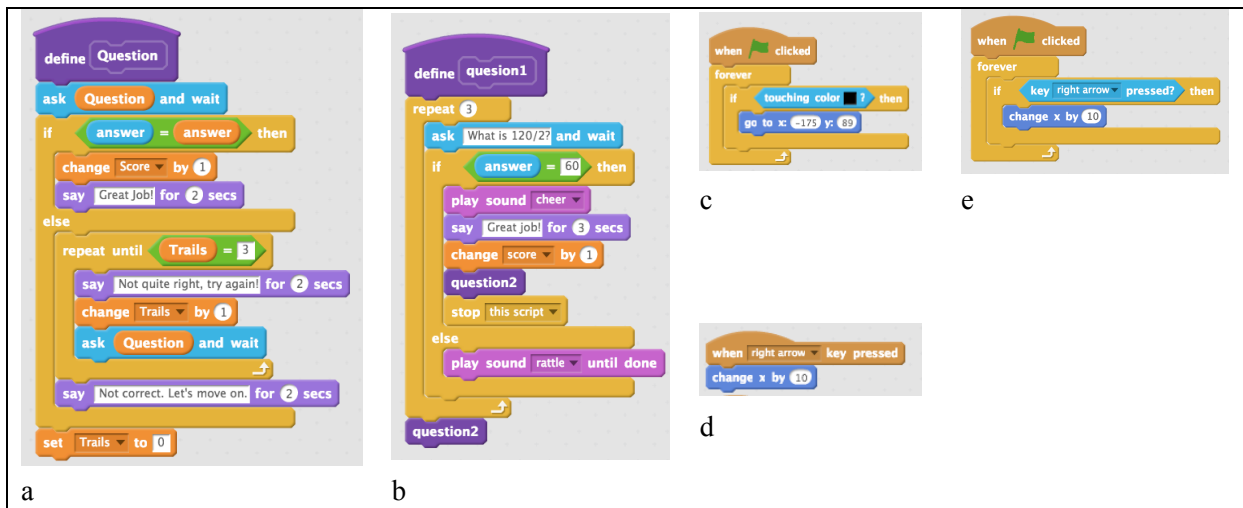 define Question
ask Question and wait
if answer = answer then
change Score by 1
say Great Job! for 2 secs
else
repeat until Trails = 3
say Not quite right, try again! for 2 secs
change Trails by 1
ask Question and wait
say Not correct. Let's move on. for 2 secs
set Trails to 0
a
define quesion1
repeat 3
ask What is 120/2? and wait
if answer = 60 then
play sound cheer
say Great job! for 3 secs
change score by 1
question2
stop this script
else
play sound rattle until done
question2
b
when clicked
forever
if touching color ? then
go to x: -175 y: 89
c
when right arrow key pressed
change x by 10
d
when clicked
forever
if key right arrow pressed? then
change x by 10
e